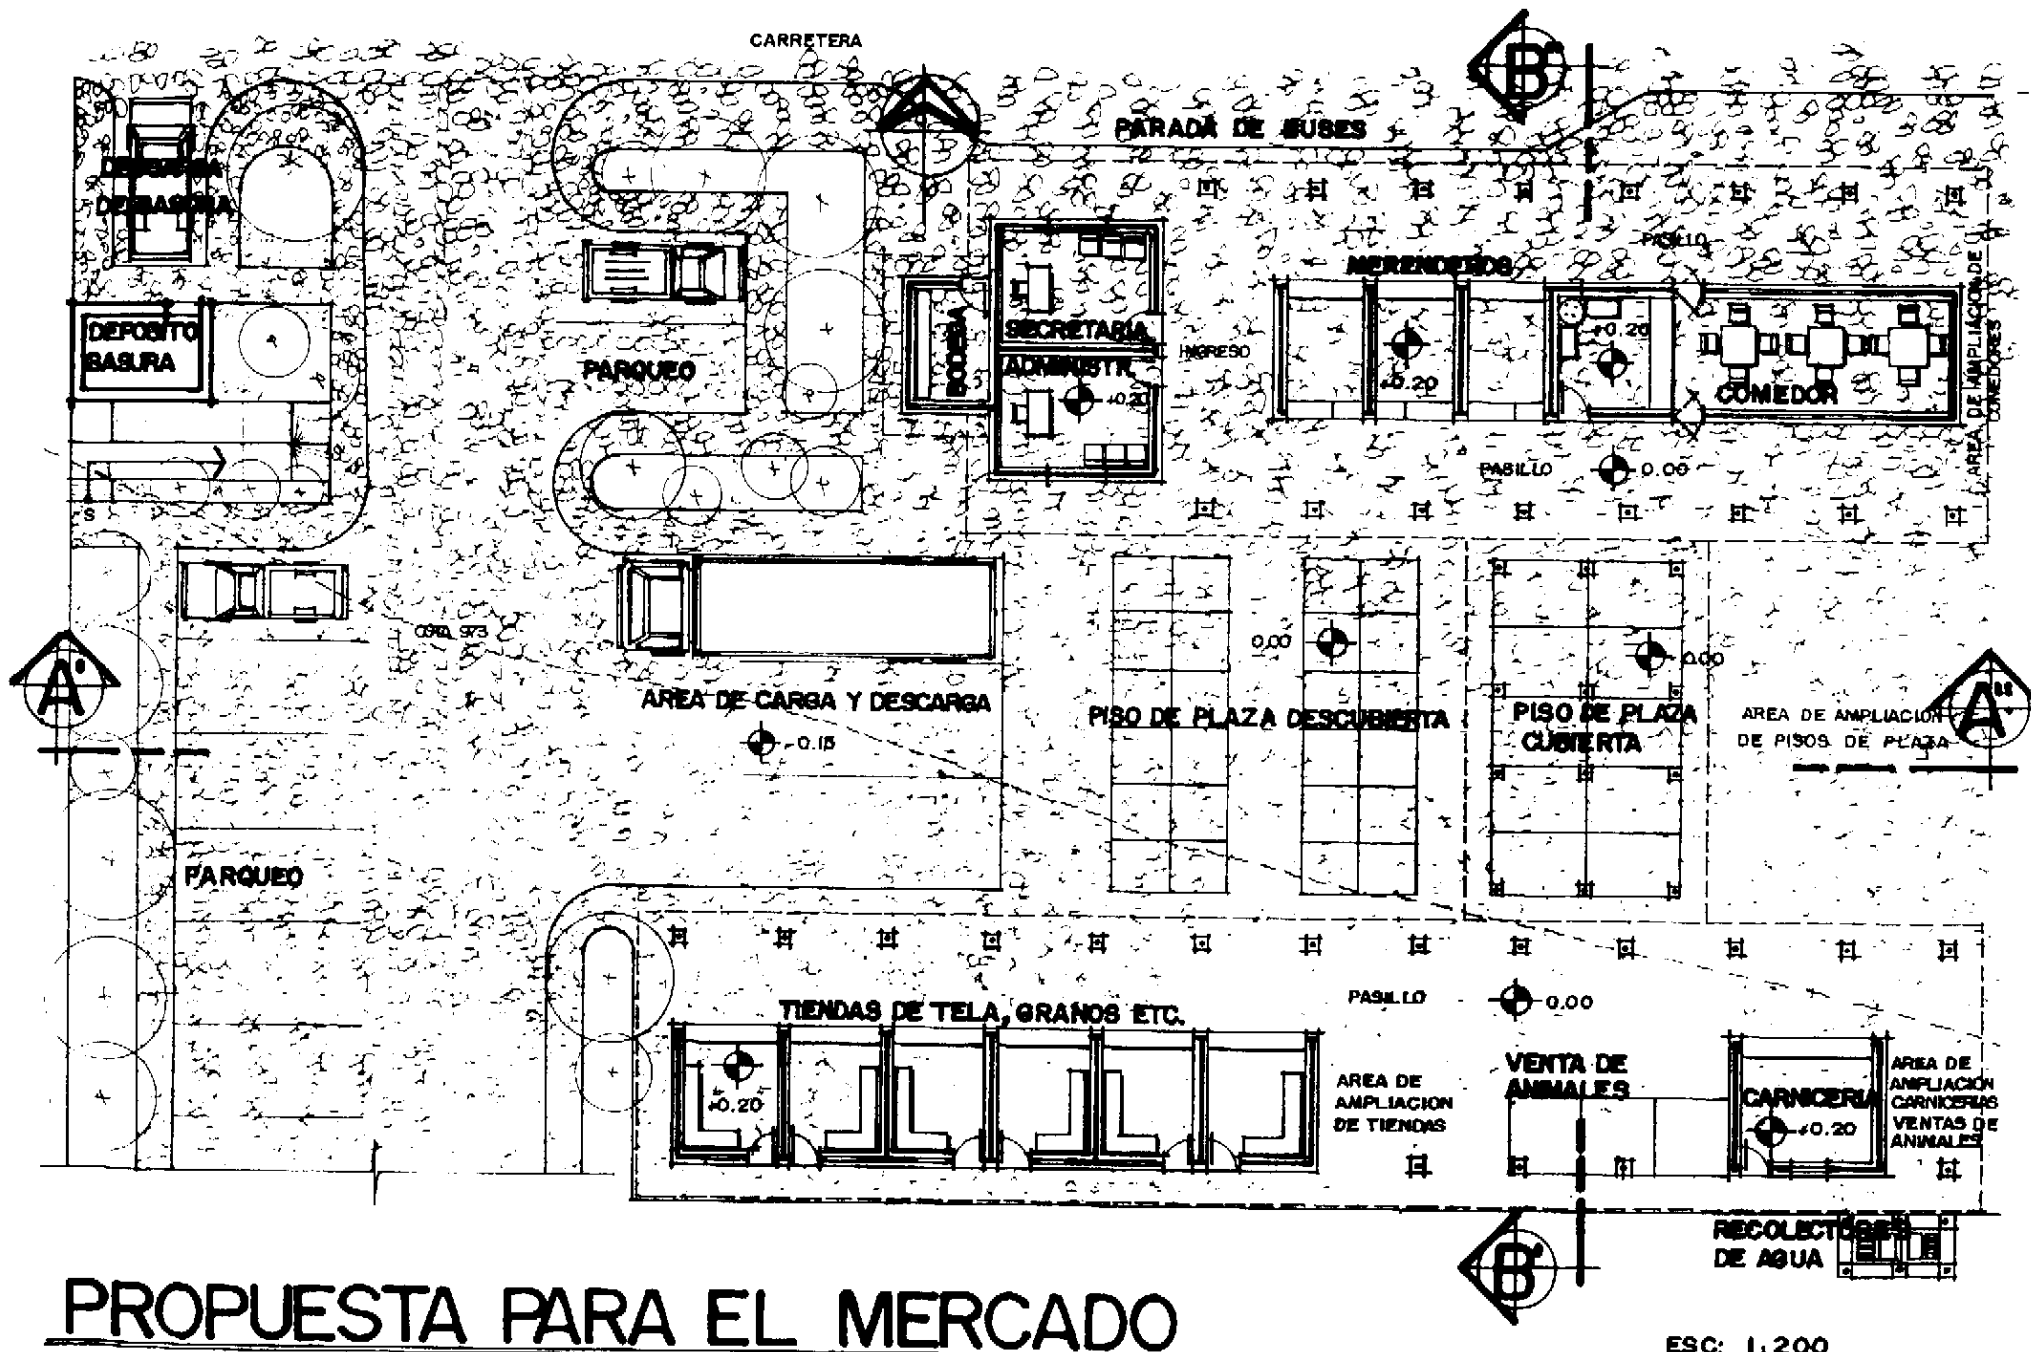 CARRETERA
B"
PARADA DE BUSES
DESCARGA
DE BASURA
PASILLO
MERENDEROS
DEPOSITO
BASURA
PARQUEO
BODEGA
SECRETARIA
INGRESO
ADMINISTR.
+0.20
+0.20
+0.20
COMEDOR
AREA DE AMPLIACION DE
COMEDORES
PASILLO
0.00
S
0.00
0.00
A'
AREA DE CARGA Y DESCARGA
-0.15
PISO DE PLAZA DESCUBIERTA
PISO DE PLAZA
CUBIERTA
AREA DE AMPLIACION
DE PISOS DE PLAZA
A"
PARQUEO
PASILLO
0.00
TIENDAS DE TELA, GRANOS ETC.
+0.20
AREA DE
AMPLIACION
DE TIENDAS
VENTA DE
ANIMALES
CARNICERIA
+0.20
AREA DE
AMPLIACION
CARNICERIAS
VENTAS DE
ANIMALES
B'
RECOLECTORES
DE AGUA
PROPUESTA PARA EL MERCADO
ESC: 1:200